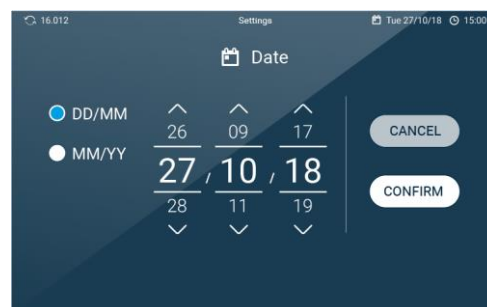 16.012 Settings Tue 27/10/18 15:00
Date
DD/MM
MM/YY
26 09 17
27 / 10 / 18
28 11 19
CANCEL
CONFIRM